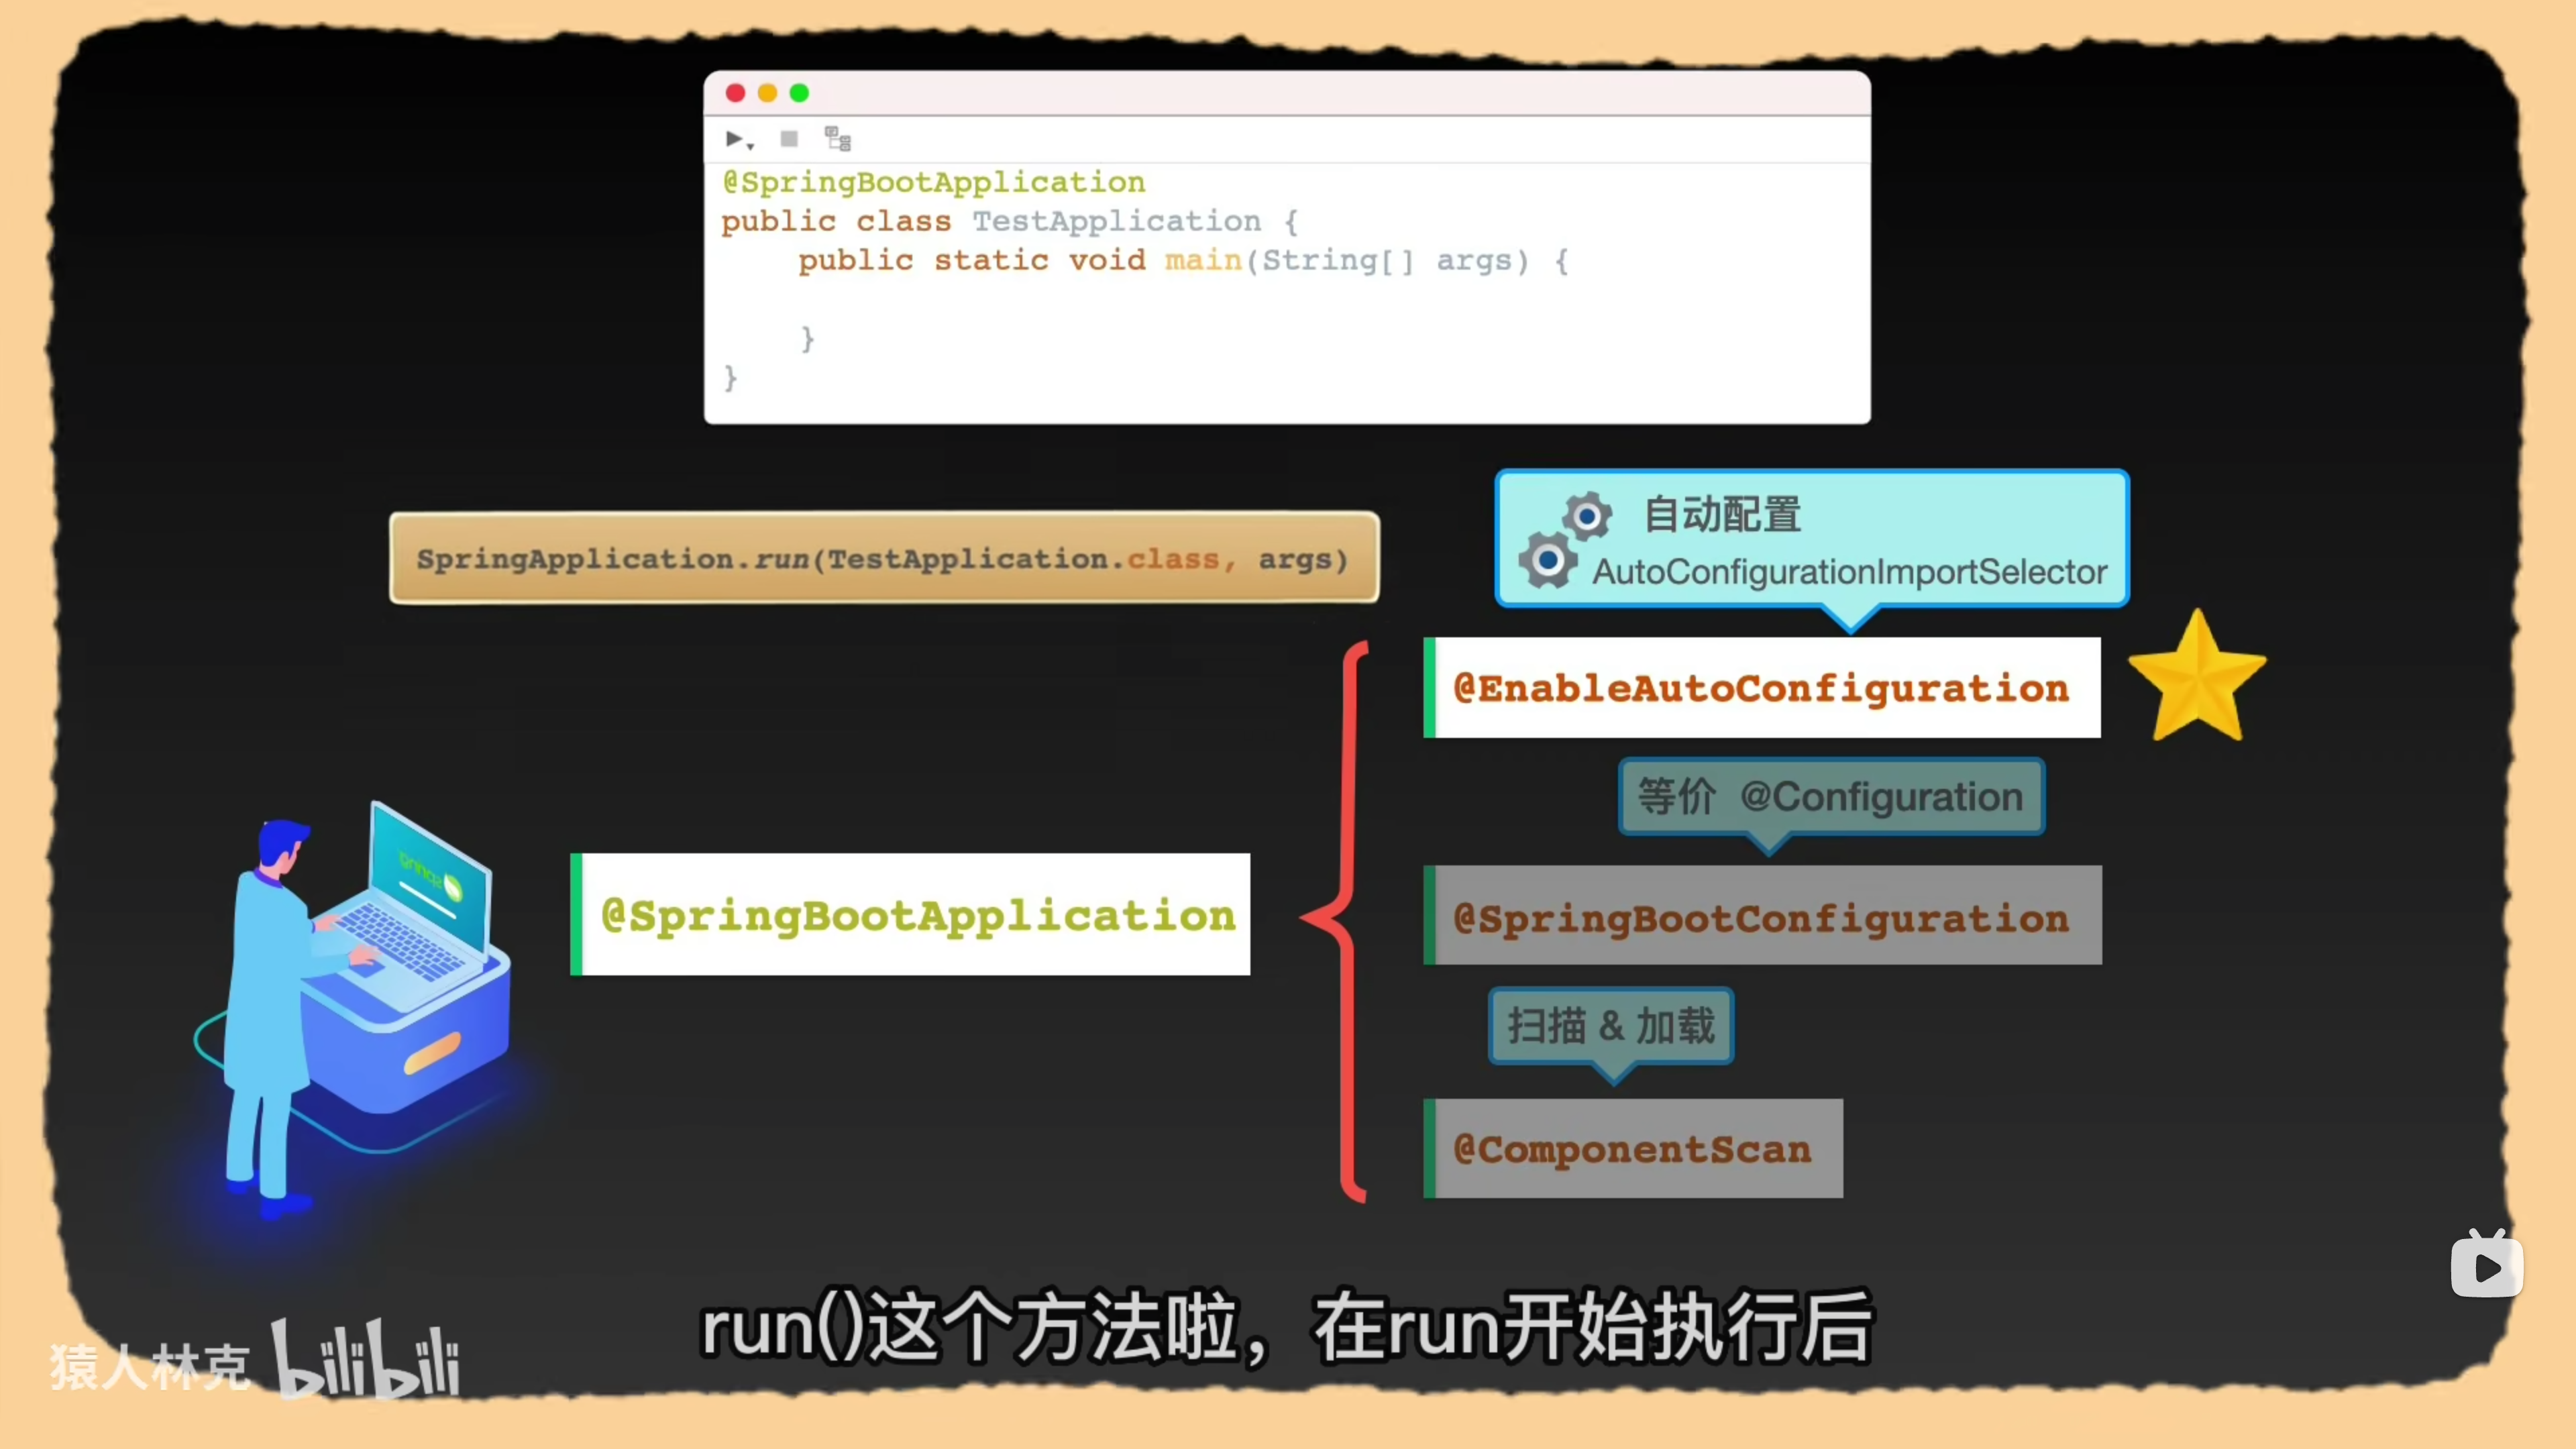 @SpringBootApplication
public class TestApplication {
public static void main(String[] args) {
}
}
SpringApplication.run(TestApplication.class, args)
自动配置
AutoConfigurationImportSelector
@EnableAutoConfiguration
等价 @Configuration
@SpringBootApplication
@SpringBootConfiguration
扫描 & 加载
@ComponentScan
spring
run()这个方法啦，在run开始执行后
猿人林克 bilibili